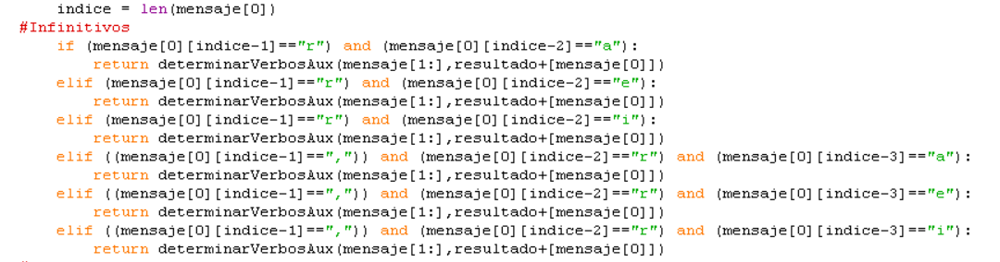 indice = len(mensaje[0])
#Infinitivos
if (mensaje[0][indice-1]=="r") and (mensaje[0][indice-2]=="a"):
return determinarVerbosAux(mensaje[1:],resultado+[mensaje[0]])
elif (mensaje[0][indice-1]=="r") and (mensaje[0][indice-2]=="e"):
return determinarVerbosAux(mensaje[1:],resultado+[mensaje[0]])
elif (mensaje[0][indice-1]=="r") and (mensaje[0][indice-2]=="i"):
return determinarVerbosAux(mensaje[1:],resultado+[mensaje[0]])
elif ((mensaje[0][indice-1]==",")) and (mensaje[0][indice-2]=="r") and (mensaje[0][indice-3]=="a"):
return determinarVerbosAux(mensaje[1:],resultado+[mensaje[0]])
elif ((mensaje[0][indice-1]==",")) and (mensaje[0][indice-2]=="r") and (mensaje[0][indice-3]=="e"):
return determinarVerbosAux(mensaje[1:],resultado+[mensaje[0]])
elif ((mensaje[0][indice-1]==",")) and (mensaje[0][indice-2]=="r") and (mensaje[0][indice-3]=="i"):
return determinarVerbosAux(mensaje[1:],resultado+[mensaje[0]])